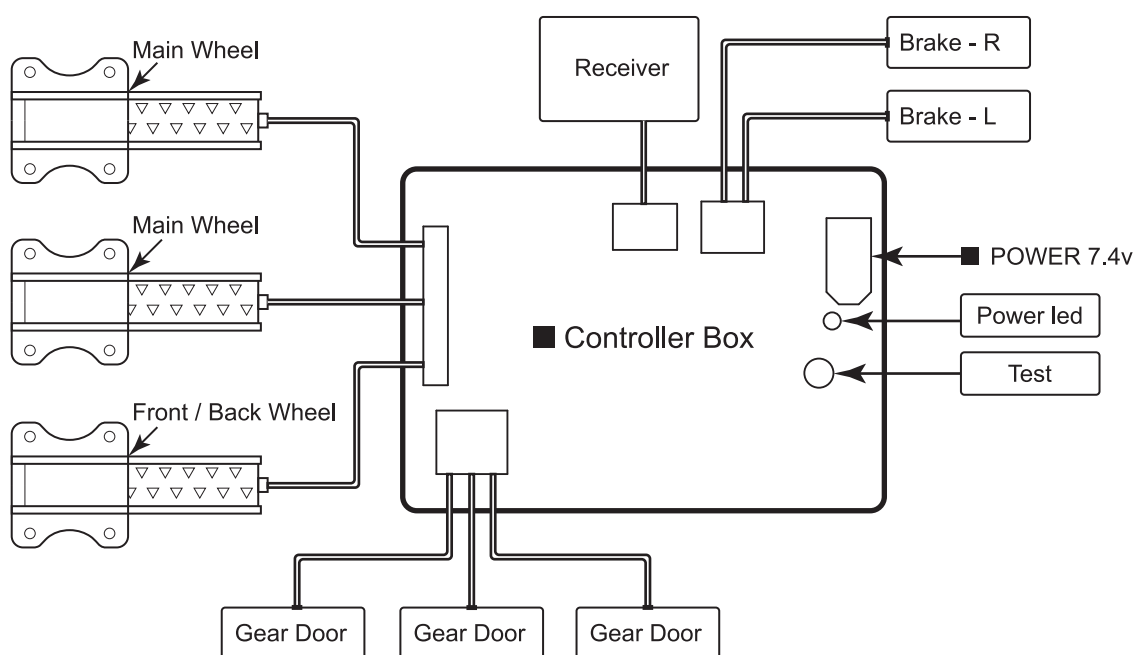 Main Wheel
Receiver
Brake - R
Brake - L
Main Wheel
POWER 7.4v
Power led
Controller Box
Test
Front / Back Wheel
Gear Door
Gear Door
Gear Door